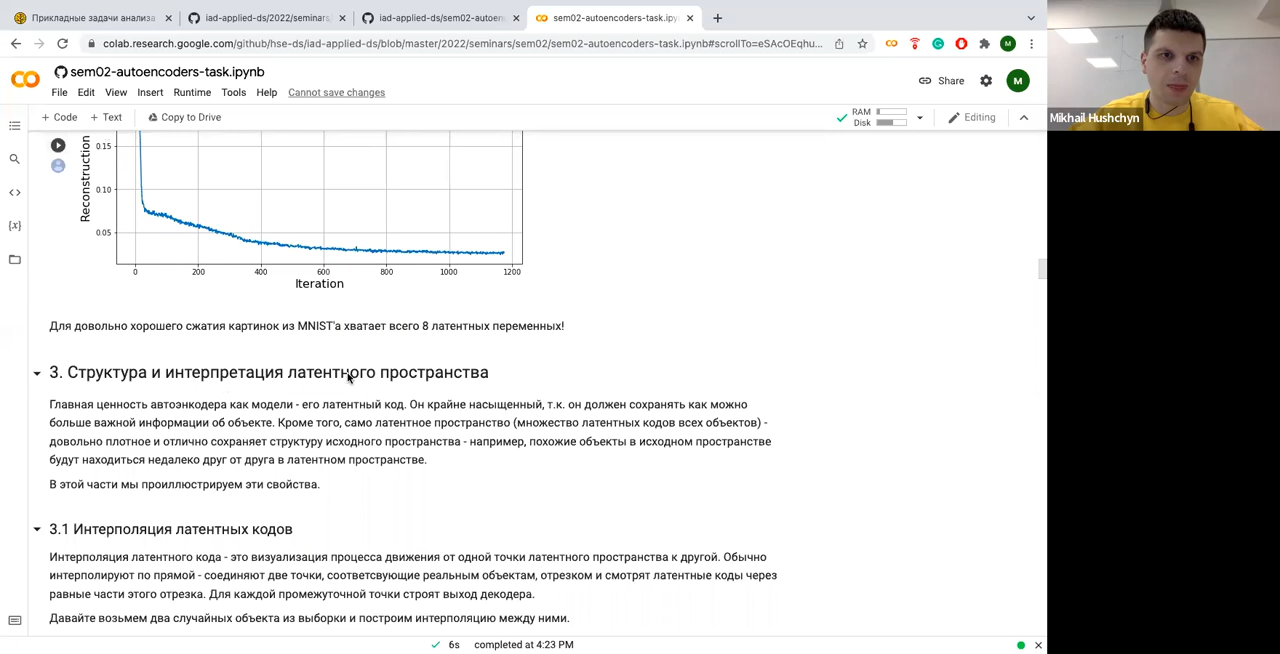 Прикладные задачи анализа
iad-applied-ds/2022/seminars
iad-applied-ds/sem02-autoen
sem02-autoencoders-task.ipy
colab.research.google.com/github/hse-ds/iad-applied-ds/blob/master/2022/seminars/sem02/sem02-autoencoders-task.ipynb#scrollTo=eSAcOEqhu...
M
sem02-autoencoders-task.ipynb
Share
M
File Edit View Insert Runtime Tools Help Cannot save changes
Mikhail Hushchyn
+ Code + Text Copy to Drive
RAM
Disk
Editing
Reconstruction
0.15
0.10
0.05
0 200 400 600 800 1000 1200
Iteration
Для довольно хорошего сжатия картинок из MNIST'а хватает всего 8 латентных переменных!
3. Структура и интерпретация латентного пространства
Главная ценность автоэнкодера как модели - его латентный код. Он крайне насыщенный, т.к. он должен сохранять как можно
больше важной информации об объекте. Кроме того, само латентное пространство (множество латентных кодов всех объектов) -
довольно плотное и отлично сохраняет структуру исходного пространства - например, похожие объекты в исходном пространстве
будут находиться недалеко друг от друга в латентном пространстве.
В этой части мы проиллюстрируем эти свойства.
3.1 Интерполяция латентных кодов
Интерполяция латентного кода - это визуализация процесса движения от одной точки латентного пространства к другой. Обычно
интерполируют по прямой - соединяют две точки, соответсвующие реальным объектам, отрезком и смотрят латентные коды через
равные части этого отрезка. Для каждой промежуточной точки строят выход декодера.
Давайте возьмем два случайных объекта из выборки и построим интерполяцию между ними.
6s completed at 4:23 PM